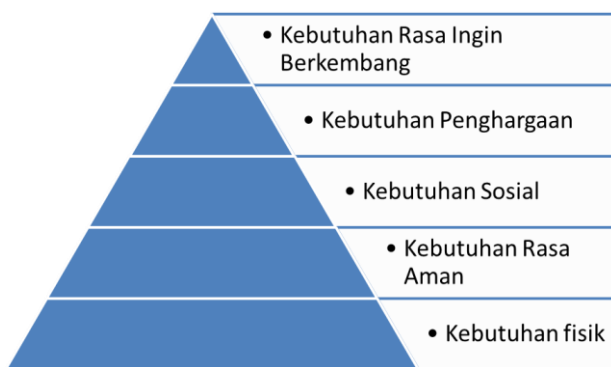 • Kebutuhan Rasa Ingin
Berkembang
• Kebutuhan Penghargaan
• Kebutuhan Sosial
• Kebutuhan Rasa
Aman
• Kebutuhan fisik